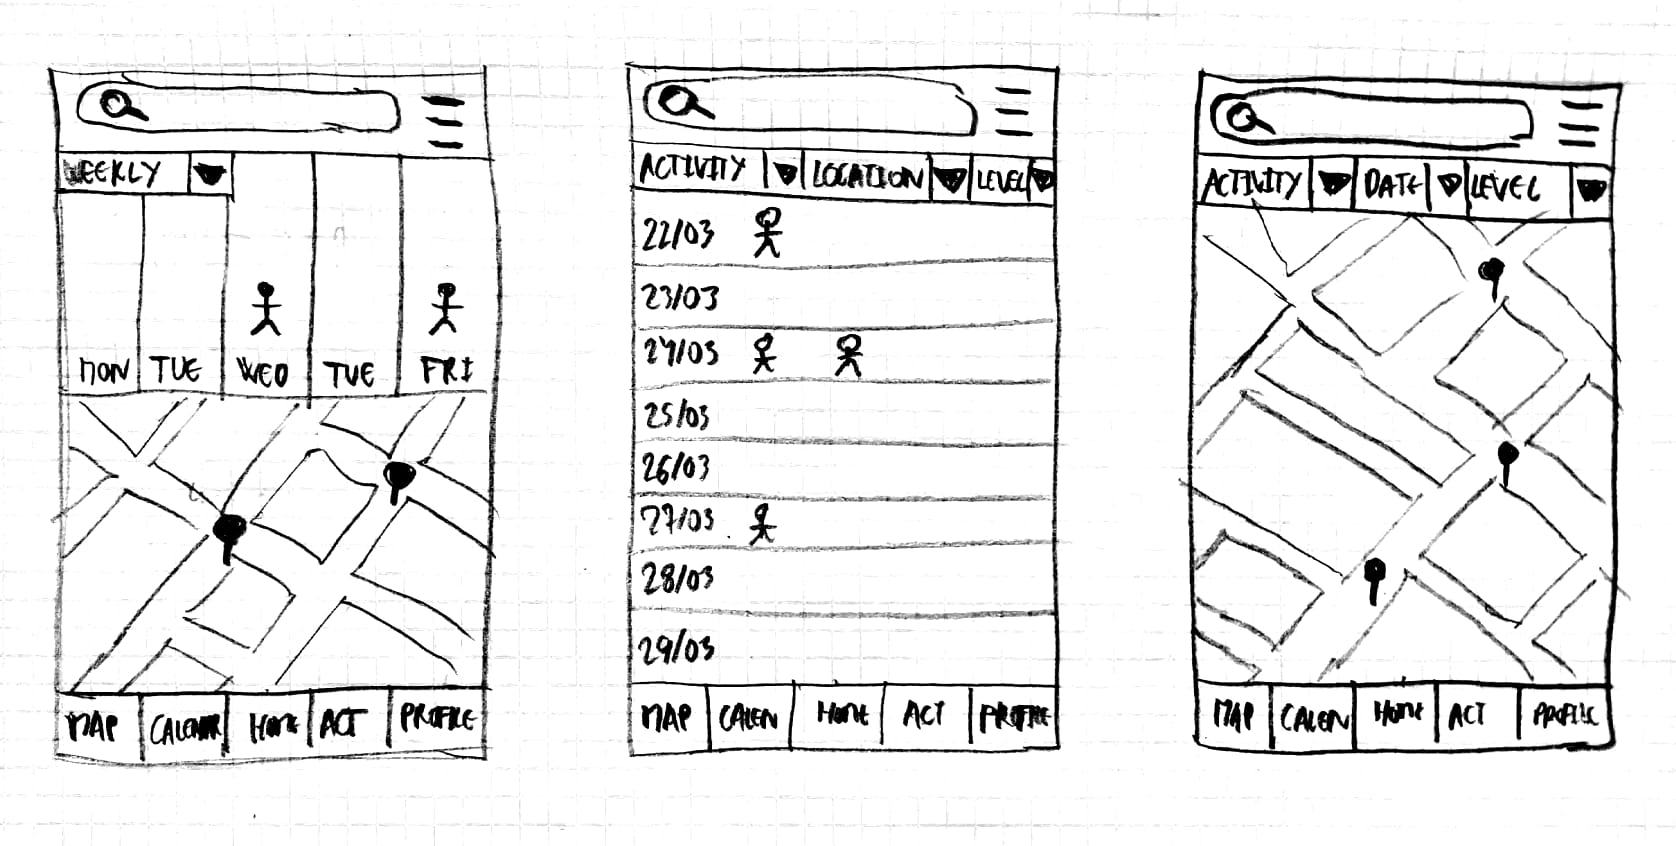 WEEKLY
MON TUE WED TUE FRI
MAP CALENDAR HOME ACT PROFILE
ACTIVITY LOCATION LEVEL
22/03
23/03
24/03
25/03
26/03
27/03
28/03
29/03
MAP CALEN HOME ACT PROFILE
ACTIVITY DATE LEVEL
MAP CALEN HOME ACT PROFILE